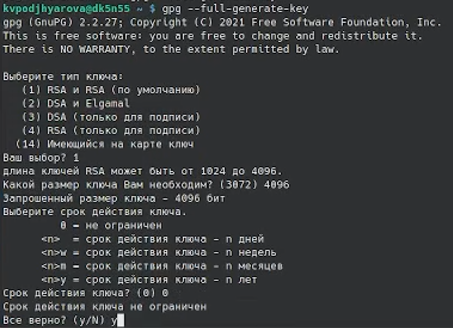 kvpodjhyarova@dk5n55 ~ $ gpg --full-generate-key
gpg (GnuPG) 2.2.27; Copyright (C) 2021 Free Software Foundation, Inc.
This is free software: you are free to change and redistribute it.
There is NO WARRANTY, to the extent permitted by law.

Выберите тип ключа:
   (1) RSA и RSA (по умолчанию)
   (2) DSA и Elgamal
   (3) DSA (только для подписи)
   (4) RSA (только для подписи)
  (14) Имеющийся на карте ключ
Ваш выбор? 1
длина ключей RSA может быть от 1024 до 4096.
Какой размер ключа Вам необходим? (3072) 4096
Запрошенный размер ключа - 4096 бит
Выберите срок действия ключа.
         0 = не ограничен
      <n>  = срок действия ключа - n дней
      <n>w = срок действия ключа - n недель
      <n>m = срок действия ключа - n месяцев
      <n>y = срок действия ключа - n лет
Срок действия ключа? (0) 0
Срок действия ключа не ограничен
Все верно? (y/N) y